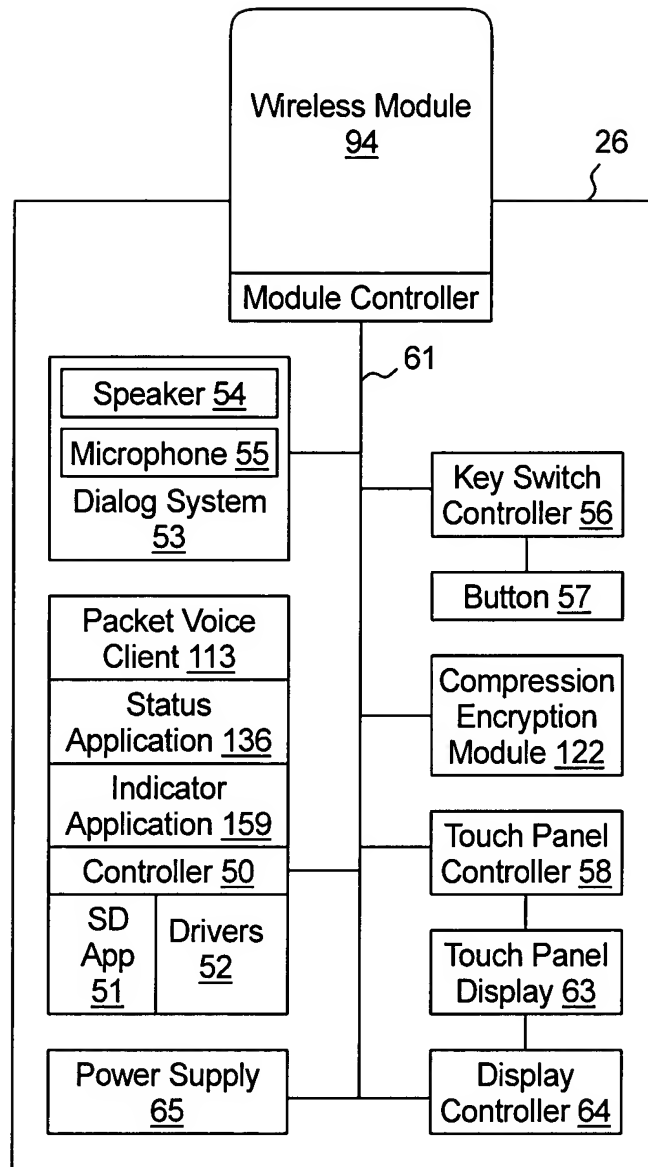 Wireless Module
94
26
Module Controller
61
Speaker 54
Microphone 55
Dialog System
53
Key Switch
Controller 56
Button 57
Packet Voice
Client 113
Status
Application 136
Indicator
Application 159
Controller 50
SD
App
51
Drivers
52
Compression
Encryption
Module 122
Touch Panel
Controller 58
Touch Panel
Display 63
Power Supply
65
Display
Controller 64